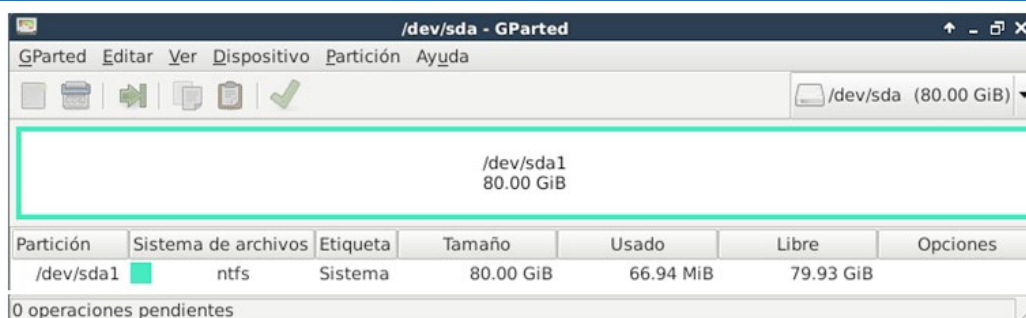 /dev/sda - GParted
GParted Editar Ver Dispositivo Partición Ayuda
/dev/sda (80.00 GiB)
/dev/sda1
80.00 GiB
Partición Sistema de archivos Etiqueta Tamaño Usado Libre Opciones
/dev/sda1 ntfs Sistema 80.00 GiB 66.94 MiB 79.93 GiB
0 operaciones pendientes